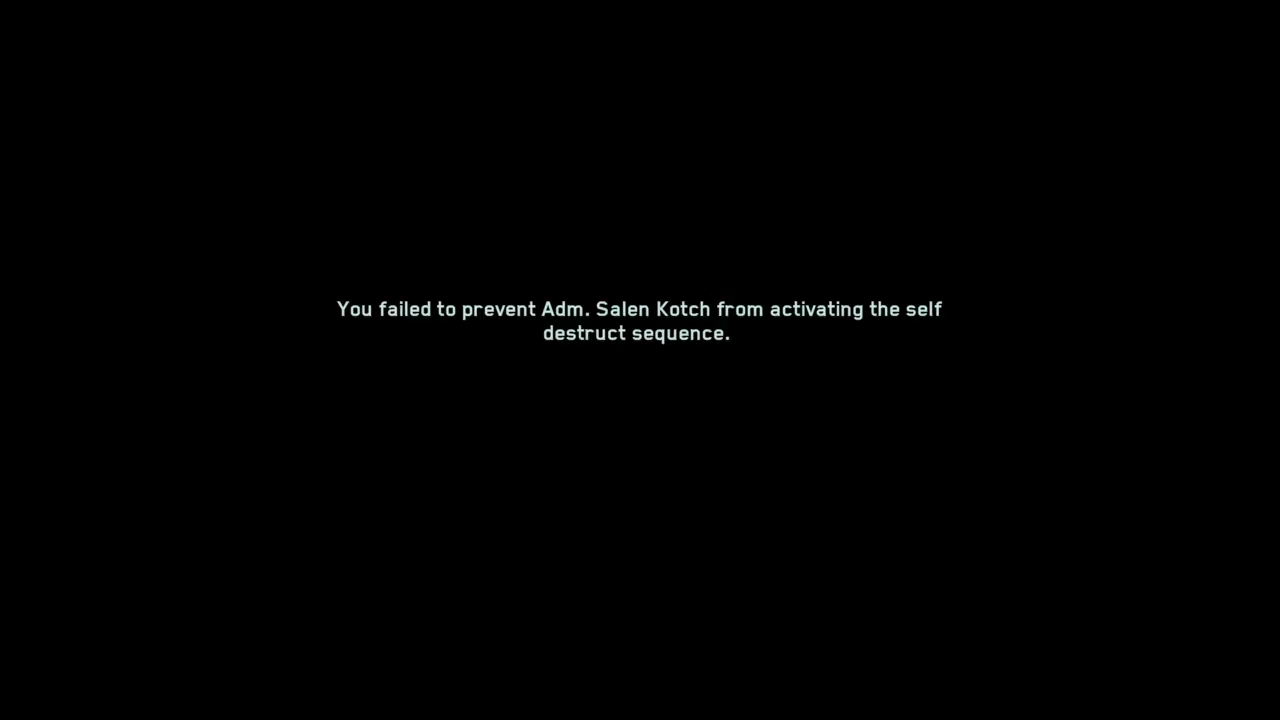 You failed to prevent Adm. Salen Kotch from activating the self
destruct sequence.